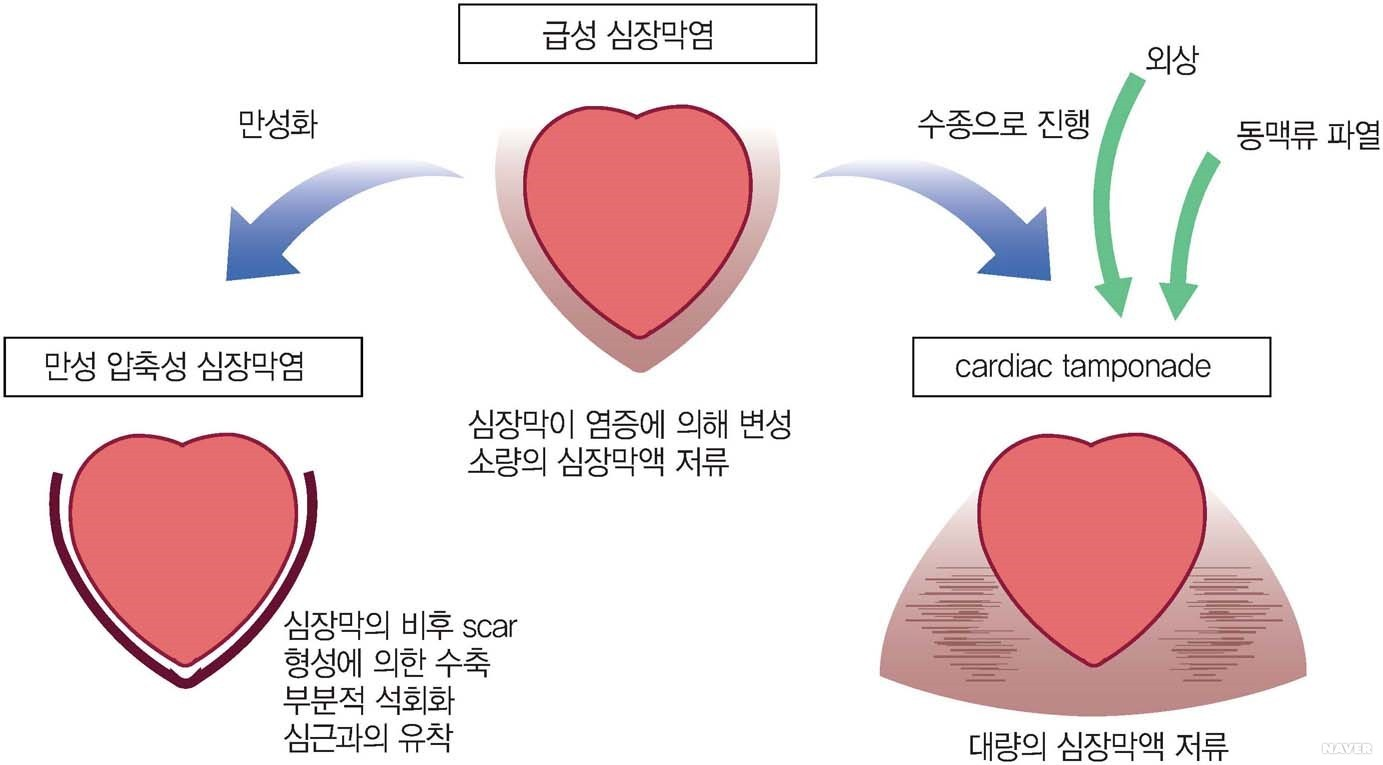 급성 심장막염
외상
만성화
수종으로 진행
동맥류 파열
만성 압축성 심장막염
cardiac tamponade
심장막이 염증에 의해 변성
소량의 심장막액 저류
심장막의 비후 scar
형성에 의한 수축
부분적 석회화
심근과의 유착
대량의 심장막액 저류
NAVER